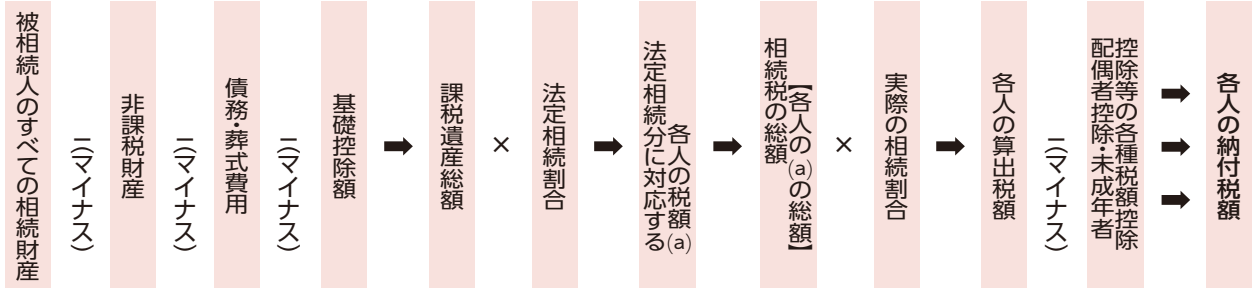 被相続人のすべての相続財産
－(マイナス)
非課税財産
－(マイナス)
債務・葬式費用
－(マイナス)
基礎控除額
➡
課税遺産総額
×
法定相続割合
➡
法定相続分に対応する
各人の税額(a)
➡
相続税の総額
【各人の(a)の総額】
×
実際の相続割合
➡
各人の算出税額
－(マイナス)
配偶者控除・未成年者
控除等の各種税額控除
➡
➡
➡
各人の納付税額